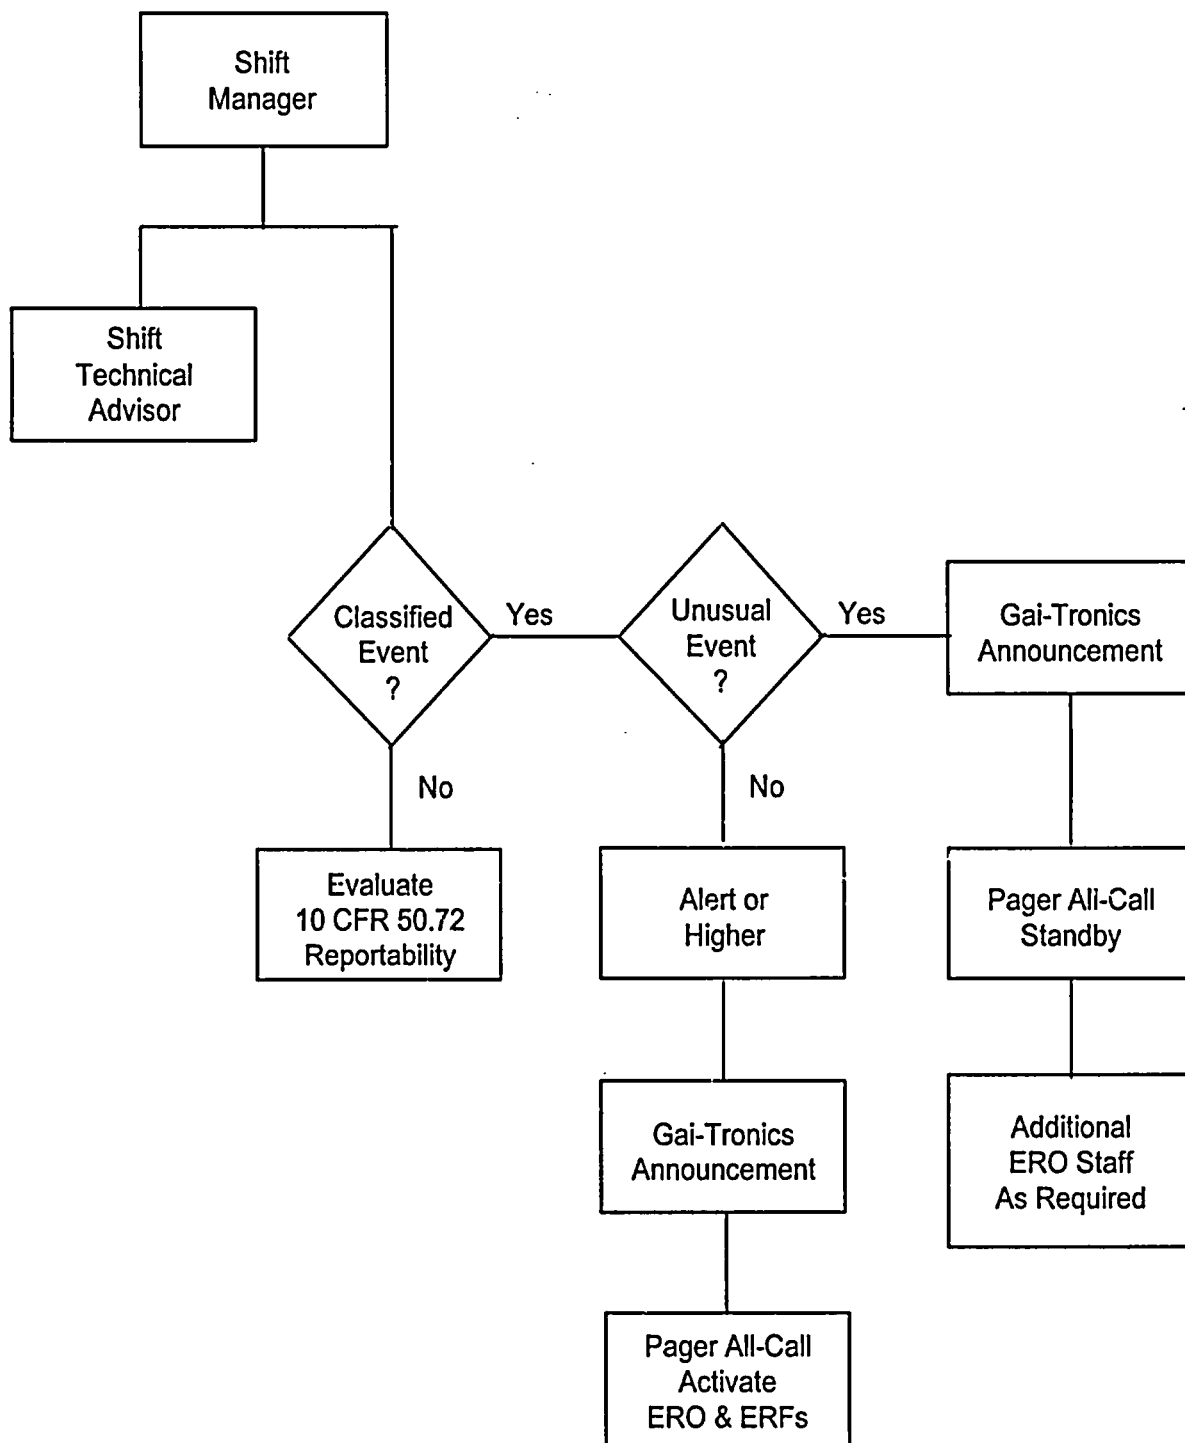 Shift
Manager
Shift
Technical
Advisor
Classified
Event
?
Yes
Unusual
Event
?
Yes
Gai-Tronics
Announcement
No
No
Evaluate
10 CFR 50.72
Reportability
Alert or
Higher
Pager All-Call
Standby
Gai-Tronics
Announcement
Additional
ERO Staff
As Required
Pager All-Call
Activate
ERO & ERFs